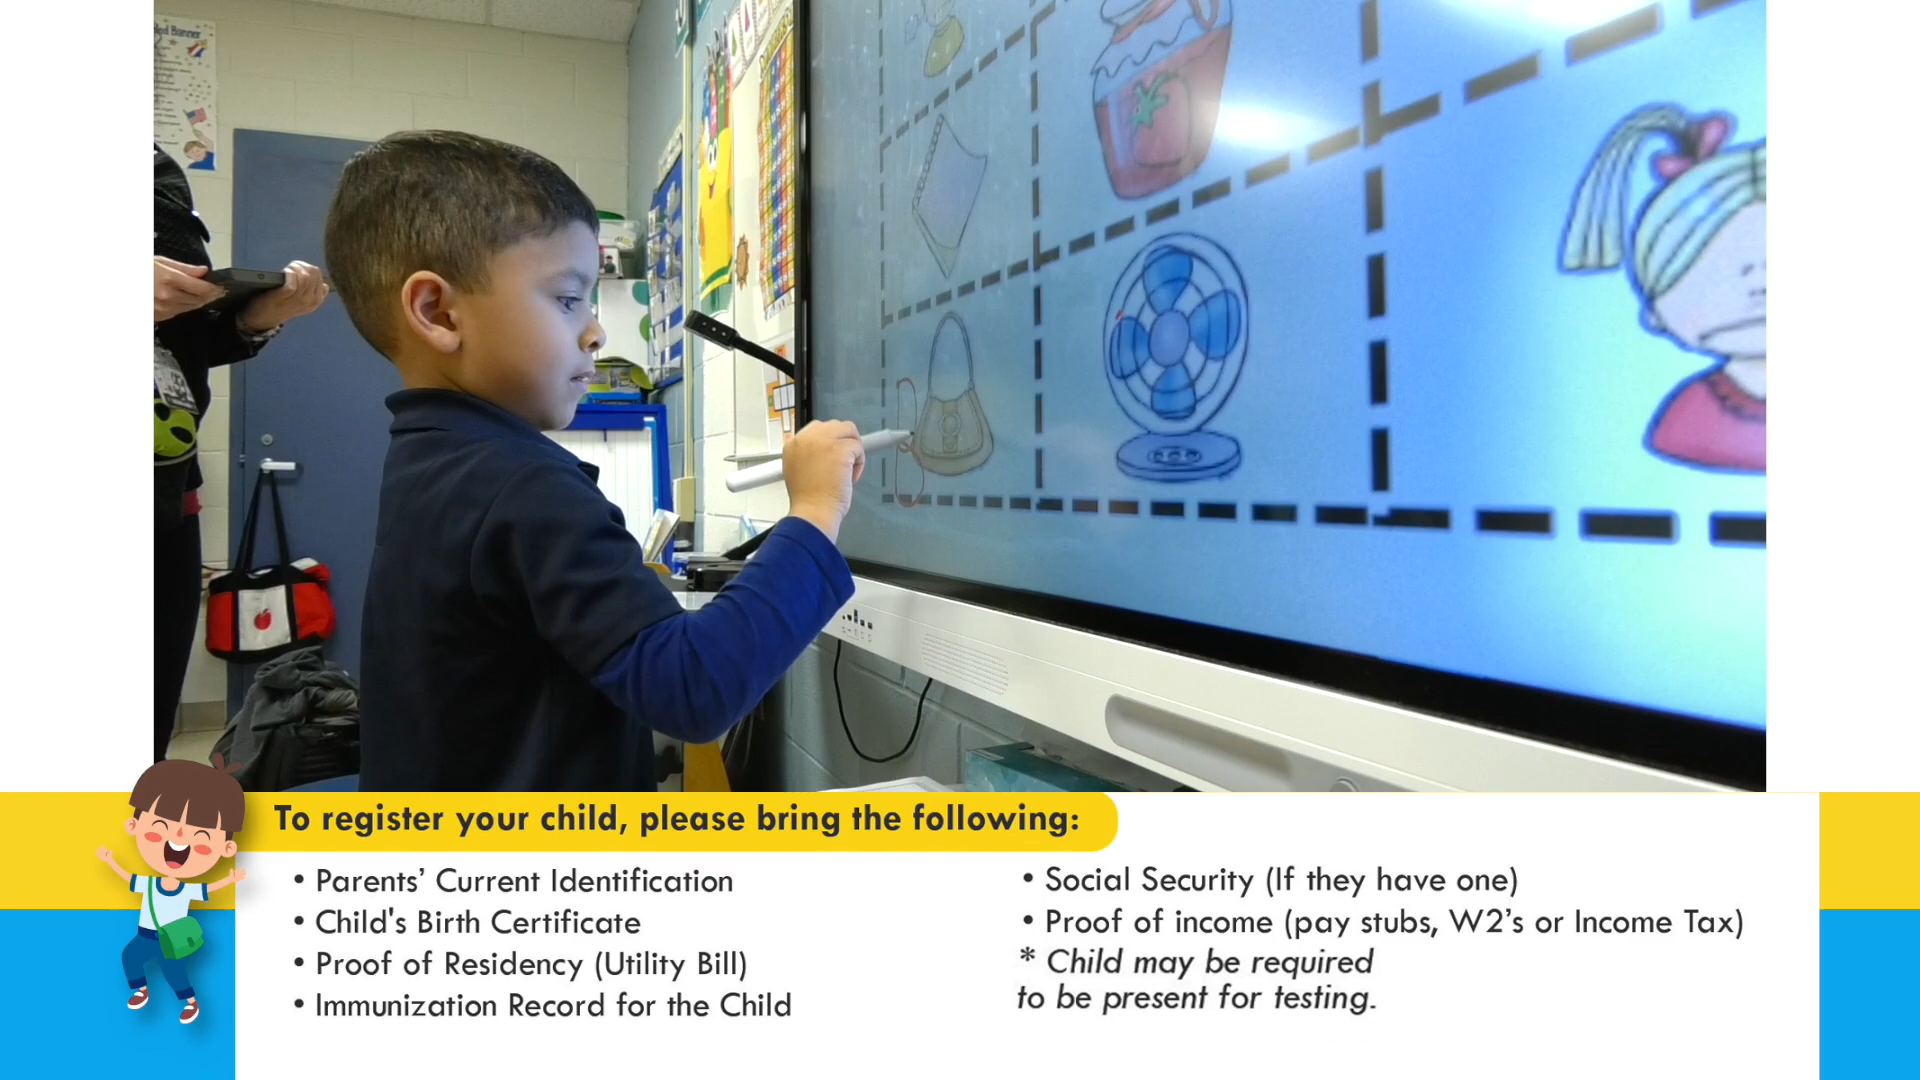 To register your child, please bring the following:
• Parents’ Current Identification
• Child's Birth Certificate
• Proof of Residency (Utility Bill)
• Immunization Record for the Child
• Social Security (If they have one)
• Proof of income (pay stubs, W2’s or Income Tax)
* Child may be required
to be present for testing.